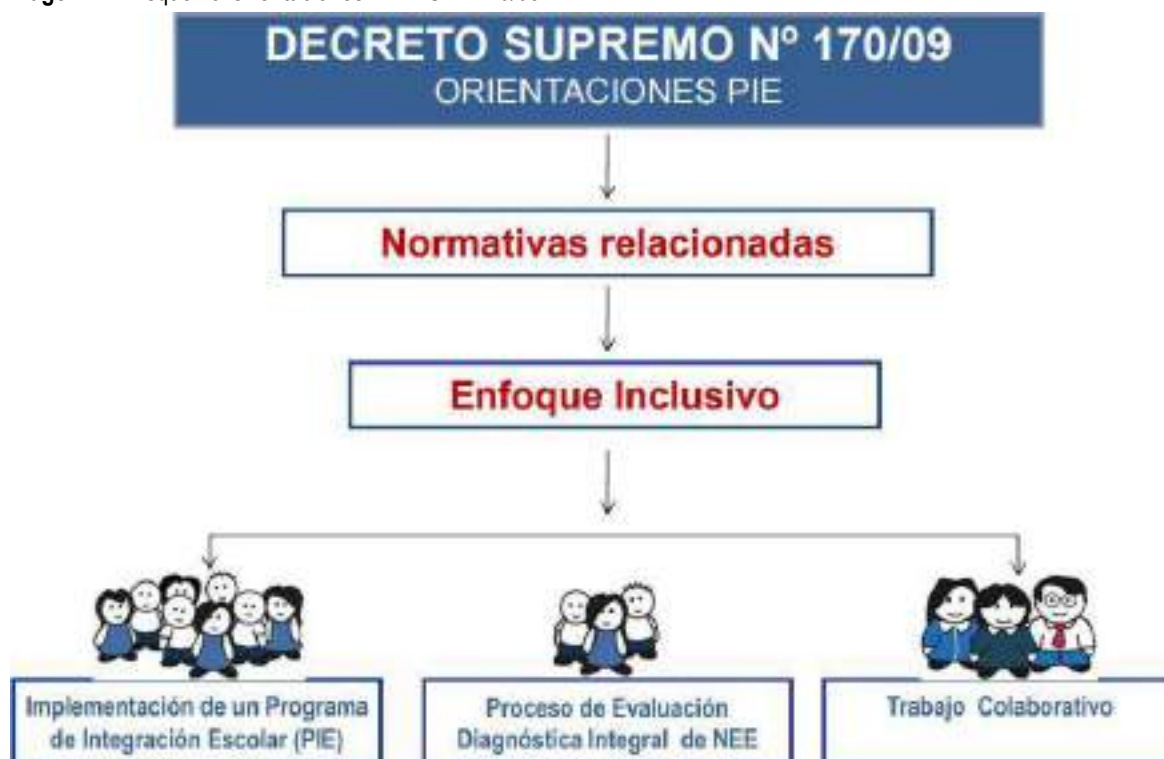 DECRETO SUPREMO Nº 170/09
ORIENTACIONES PIE
Normativas relacionadas
Enfoque Inclusivo
Implementación de un Programa
de Integración Escolar (PIE)
Proceso de Evaluación
Diagnóstica Integral de NEE
Trabajo Colaborativo